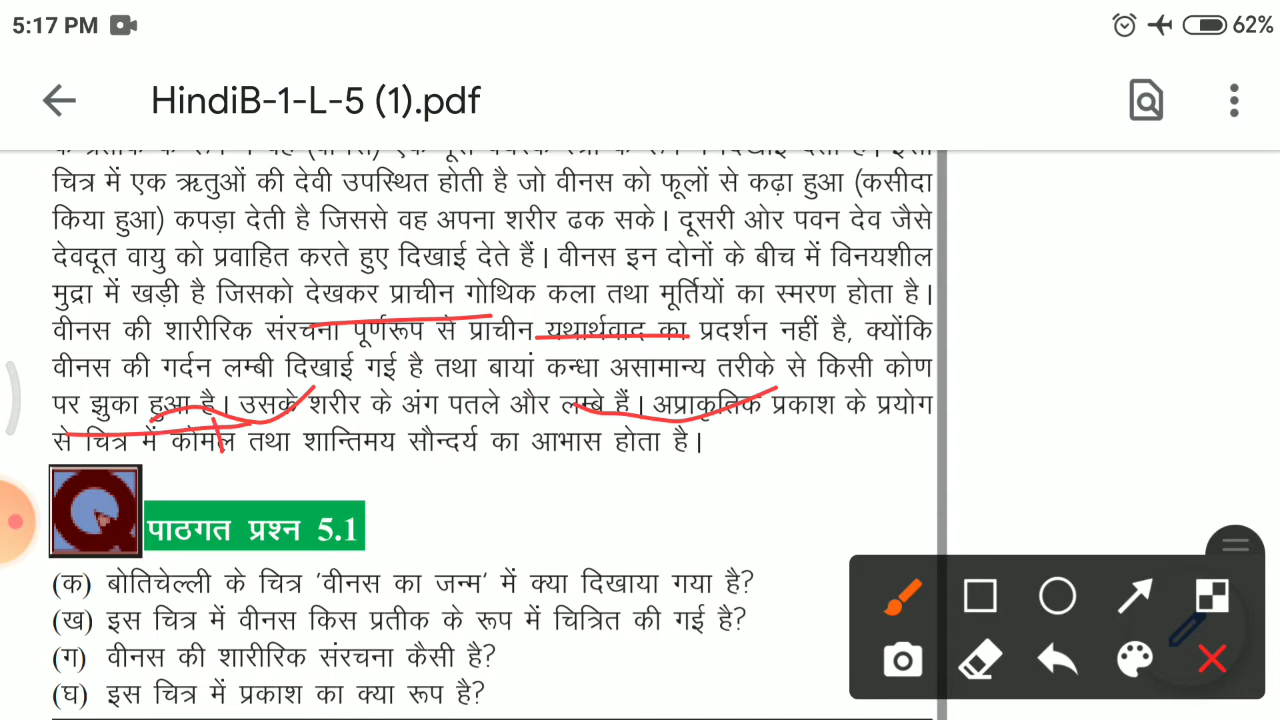 5:17 PM
62%
HindiB-1-L-5 (1).pdf
चित्र में एक ऋतुओं की देवी उपस्थित होती है जो वीनस को फूलों से कढ़ा हुआ (कसीदा
किया हुआ) कपड़ा देती है जिससे वह अपना शरीर ढक सके। दूसरी ओर पवन देव जैसे
देवदूत वायु को प्रवाहित करते हुए दिखाई देते हैं। वीनस इन दोनों के बीच में विनयशील
मुद्रा में खड़ी है जिसको देखकर प्राचीन गोथिक कला तथा मूर्तियों का स्मरण होता है।
वीनस की शारीरिक संरचना पूर्णरूप से प्राचीन यथार्थवाद का प्रदर्शन नहीं है, क्योंकि
वीनस की गर्दन लम्बी दिखाई गई है तथा बायां कन्धा असामान्य तरीके से किसी कोण
पर झुका हुआ है। उसके शरीर के अंग पतले और लम्बे हैं। अप्राकृतिक प्रकाश के प्रयोग
से चित्र में कोमल तथा शान्तिमय सौन्दर्य का आभास होता है।
पाठगत प्रश्न 5.1
(क) बोतिचेल्ली के चित्र 'वीनस का जन्म' में क्या दिखाया गया है?
(ख) इस चित्र में वीनस किस प्रतीक के रूप में चित्रित की गई है?
(ग) वीनस की शारीरिक संरचना कैसी है?
(घ) इस चित्र में प्रकाश का क्या रूप है?